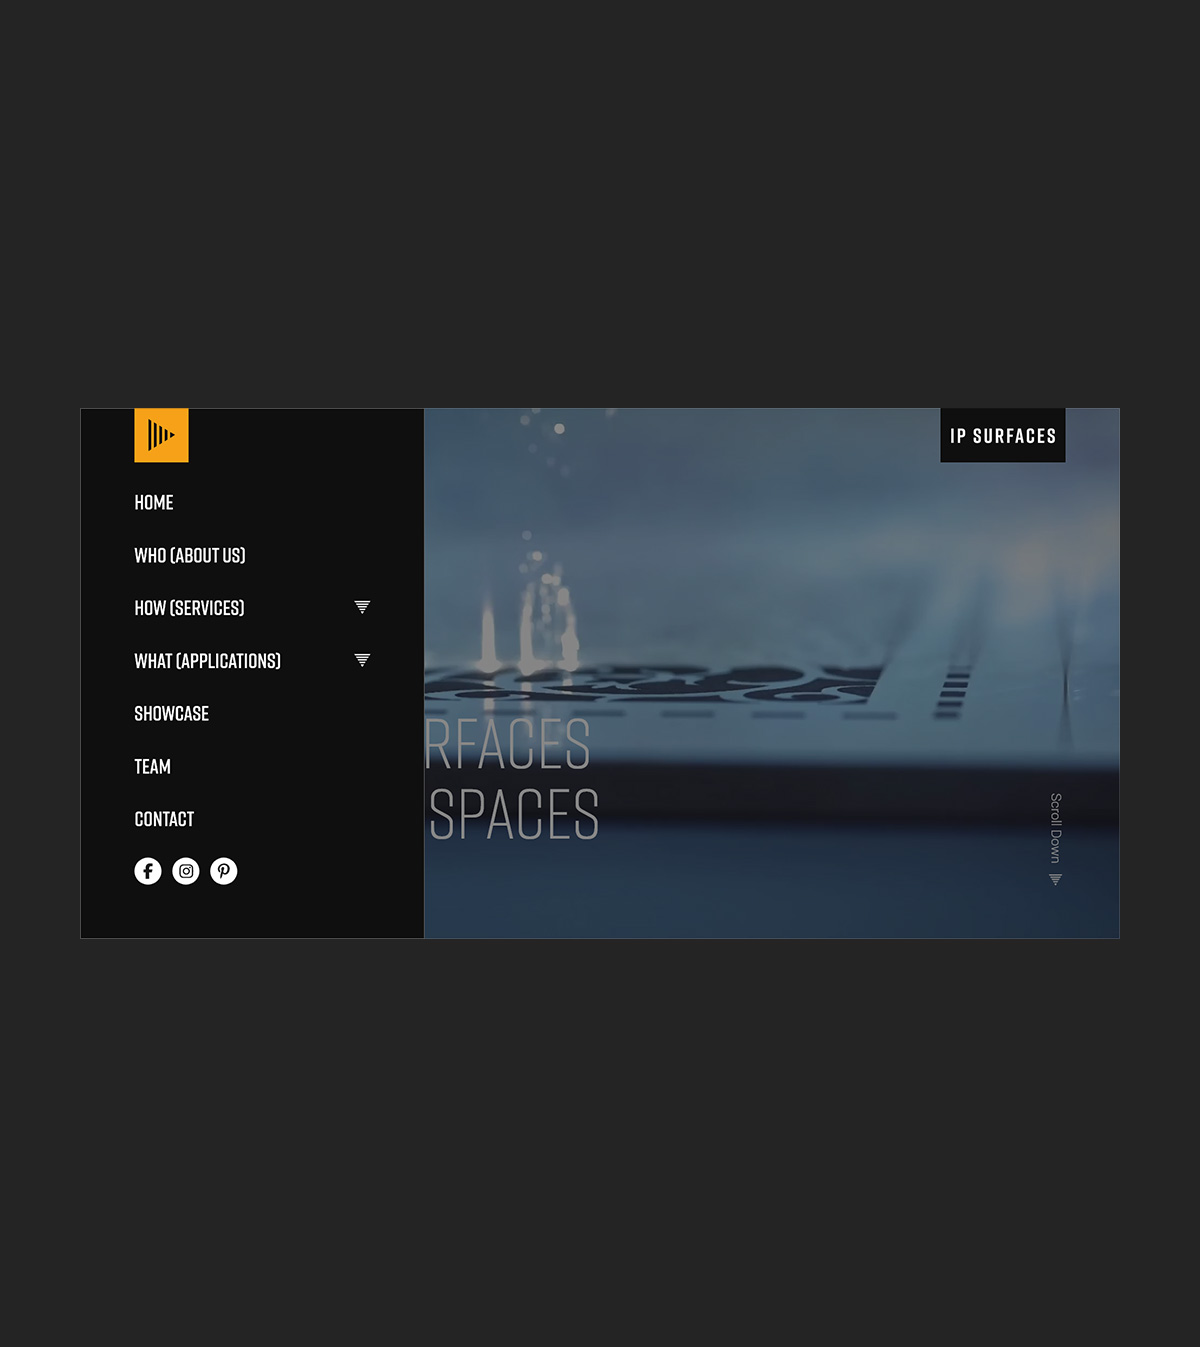 IP SURFACES
HOME
WHO (ABOUT US)
HOW (SERVICES)
WHAT (APPLICATIONS)
SHOWCASE
TEAM
CONTACT
RFACES
SPACES
Scroll Down